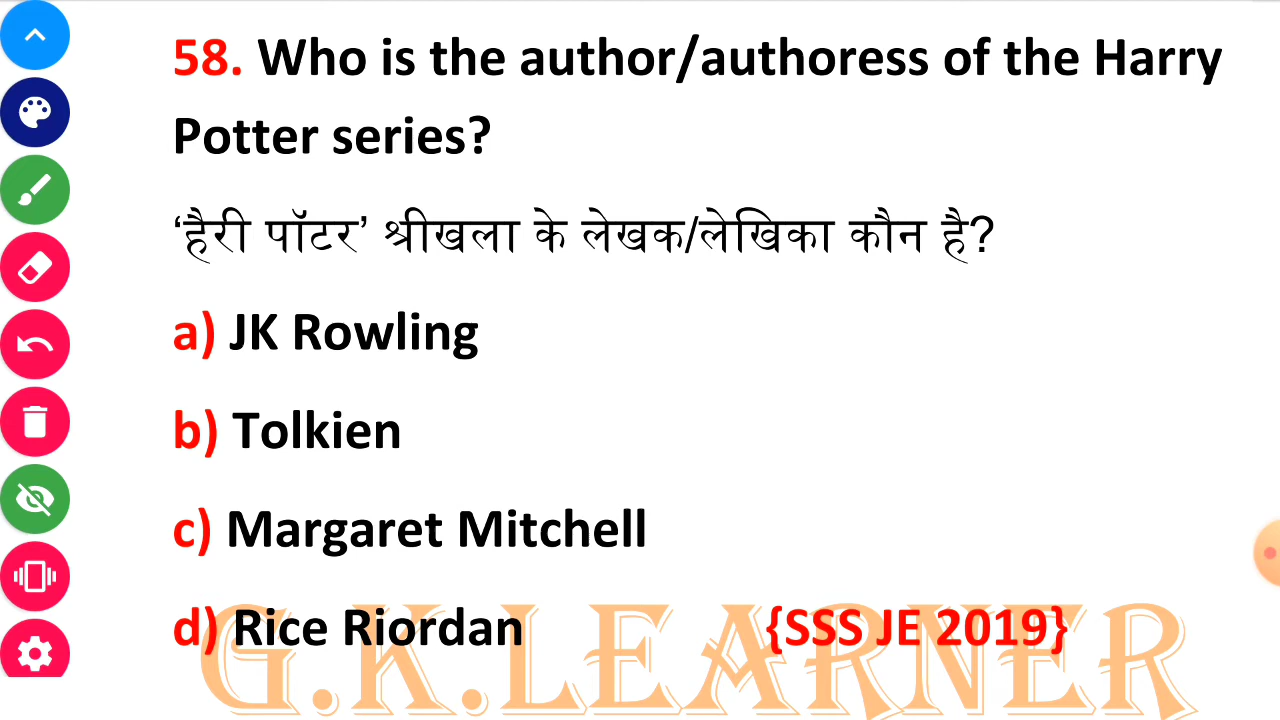 58. Who is the author/authoress of the Harry
Potter series?
‘हैरी पॉटर’ श्रीखला के लेखक/लेखिका कौन है?
a) JK Rowling
b) Tolkien
c) Margaret Mitchell
d) Rice Riordan {SSS JE 2019}
G.K.LEARNER